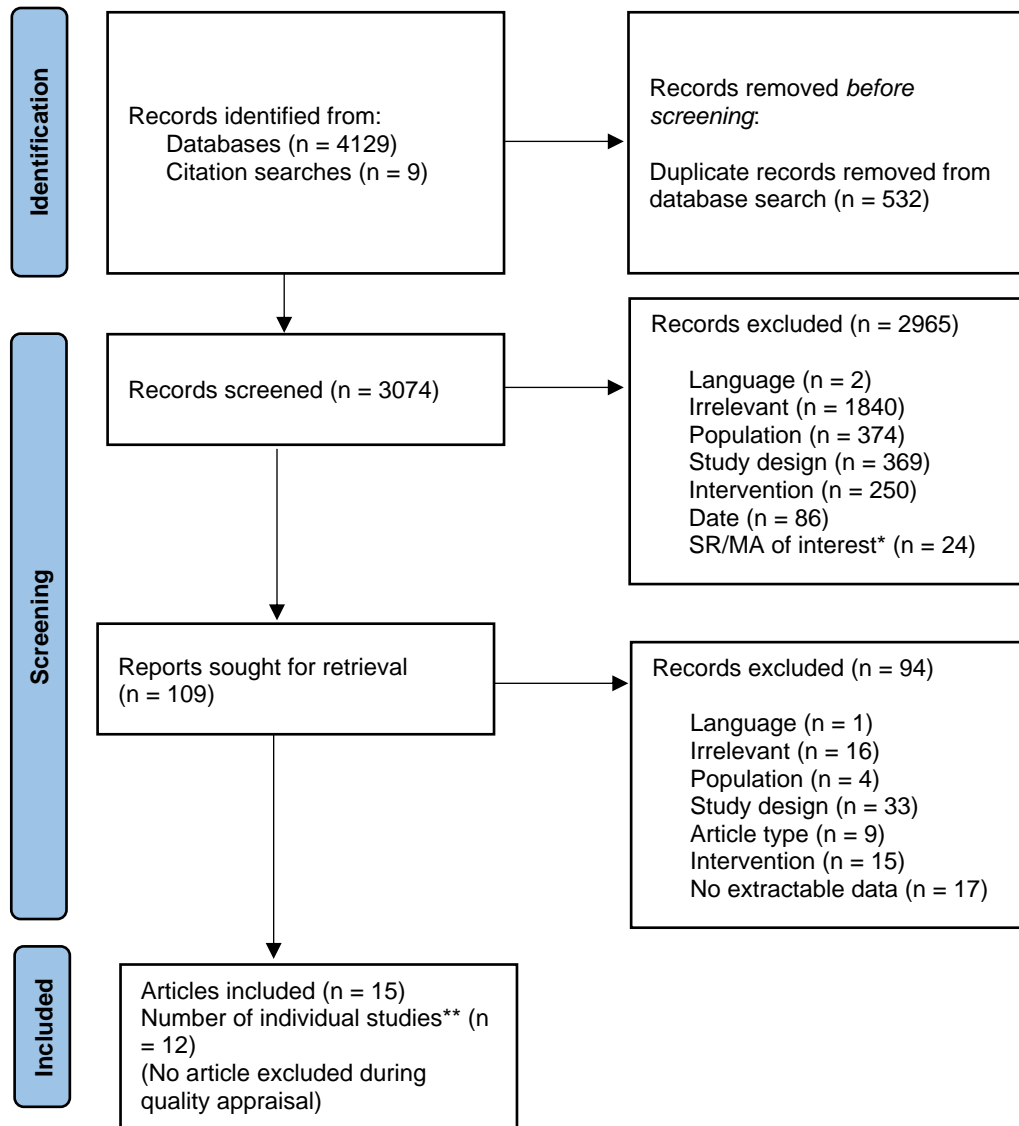 Identification
Records identified from:
Databases (n = 4129)
Citation searches (n = 9)
Records removed before
screening:
Duplicate records removed from
database search (n = 532)
Screening
Records screened (n = 3074)
Records excluded (n = 2965)
Language (n = 2)
Irrelevant (n = 1840)
Population (n = 374)
Study design (n = 369)
Intervention (n = 250)
Date (n = 86)
SR/MA of interest* (n = 24)
Reports sought for retrieval
(n = 109)
Records excluded (n = 94)
Language (n = 1)
Irrelevant (n = 16)
Population (n = 4)
Study design (n = 33)
Article type (n = 9)
Intervention (n = 15)
No extractable data (n = 17)
Included
Articles included (n = 15)
Number of individual studies** (n
= 12)
(No article excluded during
quality appraisal)